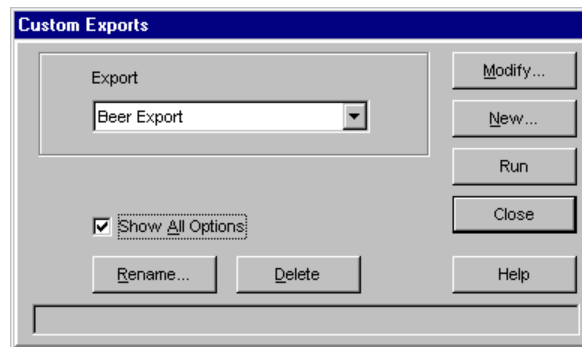 Custom Exports
Export
Beer Export
Modify...
New...
Run
Close
Show All Options
Rename...
Delete
Help